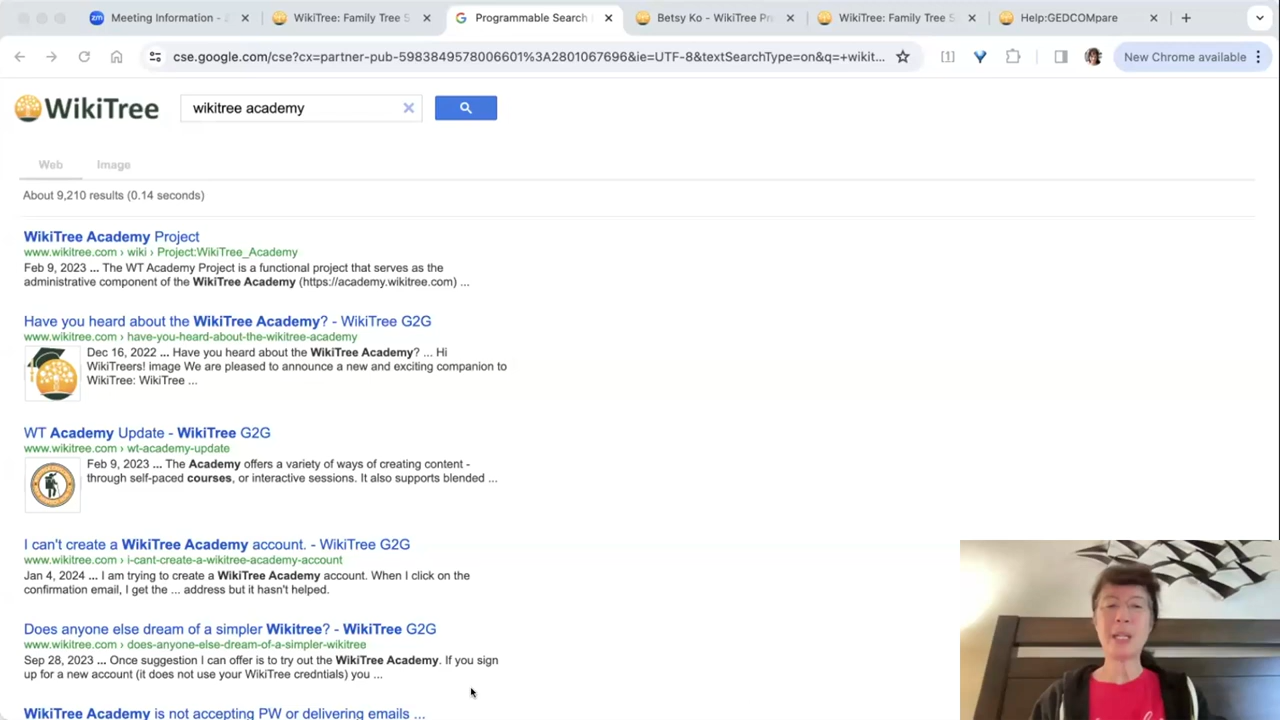 Meeting Information - Z
WikiTree: Family Tree S
Programmable Search
Betsy Ko - WikiTree Pr
WikiTree: Family Tree S
Help:GEDCOMpare
cse.google.com/cse?cx=partner-pub-5983849578006601%3A2801067696&ie=UTF-8&textSearchType=on&q=+wikit...
New Chrome available
WikiTree
wikitree academy
Web
Image
About 9,210 results (0.14 seconds)
WikiTree Academy Project
www.wikitree.com › wiki › Project:WikiTree_Academy
Feb 9, 2023 ... The WT Academy Project is a functional project that serves as the
administrative component of the WikiTree Academy (https://academy.wikitree.com) ...
Have you heard about the WikiTree Academy? - WikiTree G2G
www.wikitree.com › have-you-heard-about-the-wikitree-academy
Dec 16, 2022 ... Have you heard about the WikiTree Academy? ... Hi
WikiTreers! image We are pleased to announce a new and exciting companion to
WikiTree: WikiTree ...
WT Academy Update - WikiTree G2G
www.wikitree.com › wt-academy-update
Feb 9, 2023 ... The Academy offers a variety of ways of creating content -
through self-paced courses, or interactive sessions. It also supports blended ...
I can't create a WikiTree Academy account. - WikiTree G2G
www.wikitree.com › i-cant-create-a-wikitree-academy-account
Jan 4, 2024 ... I am trying to create a WikiTree Academy account. When I click on the
confirmation email, I get the ... address but it hasn't helped.
Does anyone else dream of a simpler Wikitree? - WikiTree G2G
www.wikitree.com › does-anyone-else-dream-of-a-simpler-wikitree
Sep 28, 2023 ... Once suggestion I can offer is to try out the WikiTree Academy. If you sign
up for a new account (it does not use your WikiTree credntials) you ...
WikiTree Academy is not accepting PW or delivering emails ...